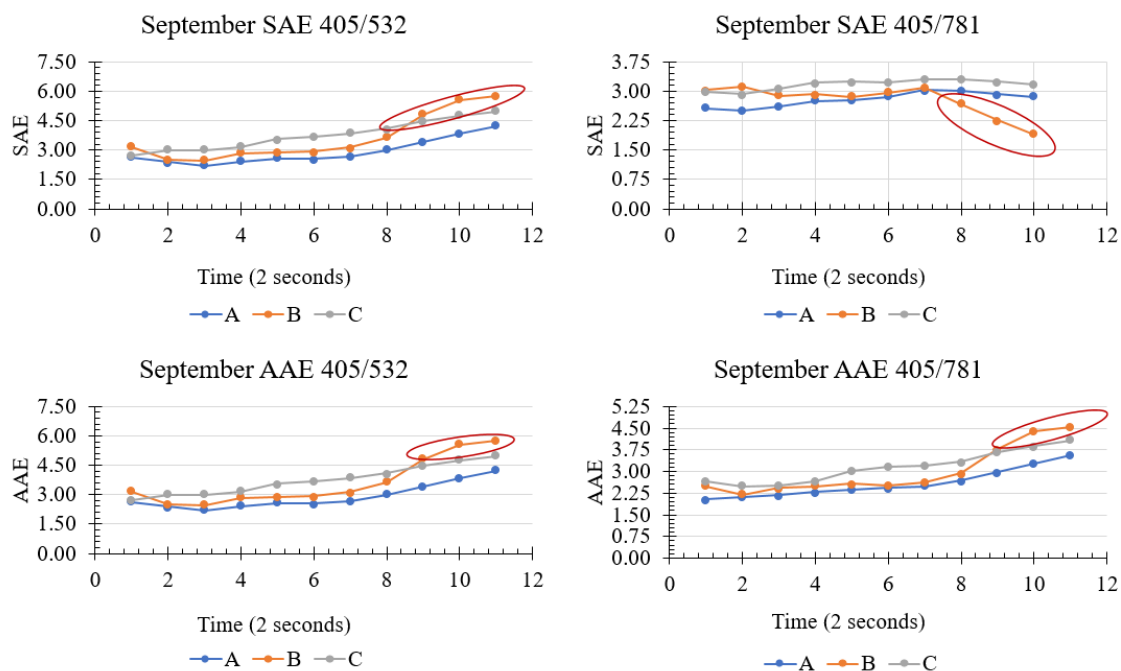 September SAE 405/532
7.50
6.00
4.50
3.00
1.50
0.00
SAE
0 2 4 6 8 10 12
Time (2 seconds)
A B C
September SAE 405/781
3.75
3.00
2.25
1.50
0.75
0.00
SAE
0 2 4 6 8 10 12
Time (2 seconds)
A B C
September AAE 405/532
7.50
6.00
4.50
3.00
1.50
0.00
AAE
0 2 4 6 8 10 12
Time (2 seconds)
A B C
September AAE 405/781
5.25
4.50
3.75
3.00
2.25
1.50
0.75
0.00
AAE
0 2 4 6 8 10 12
Time (2 seconds)
A B C